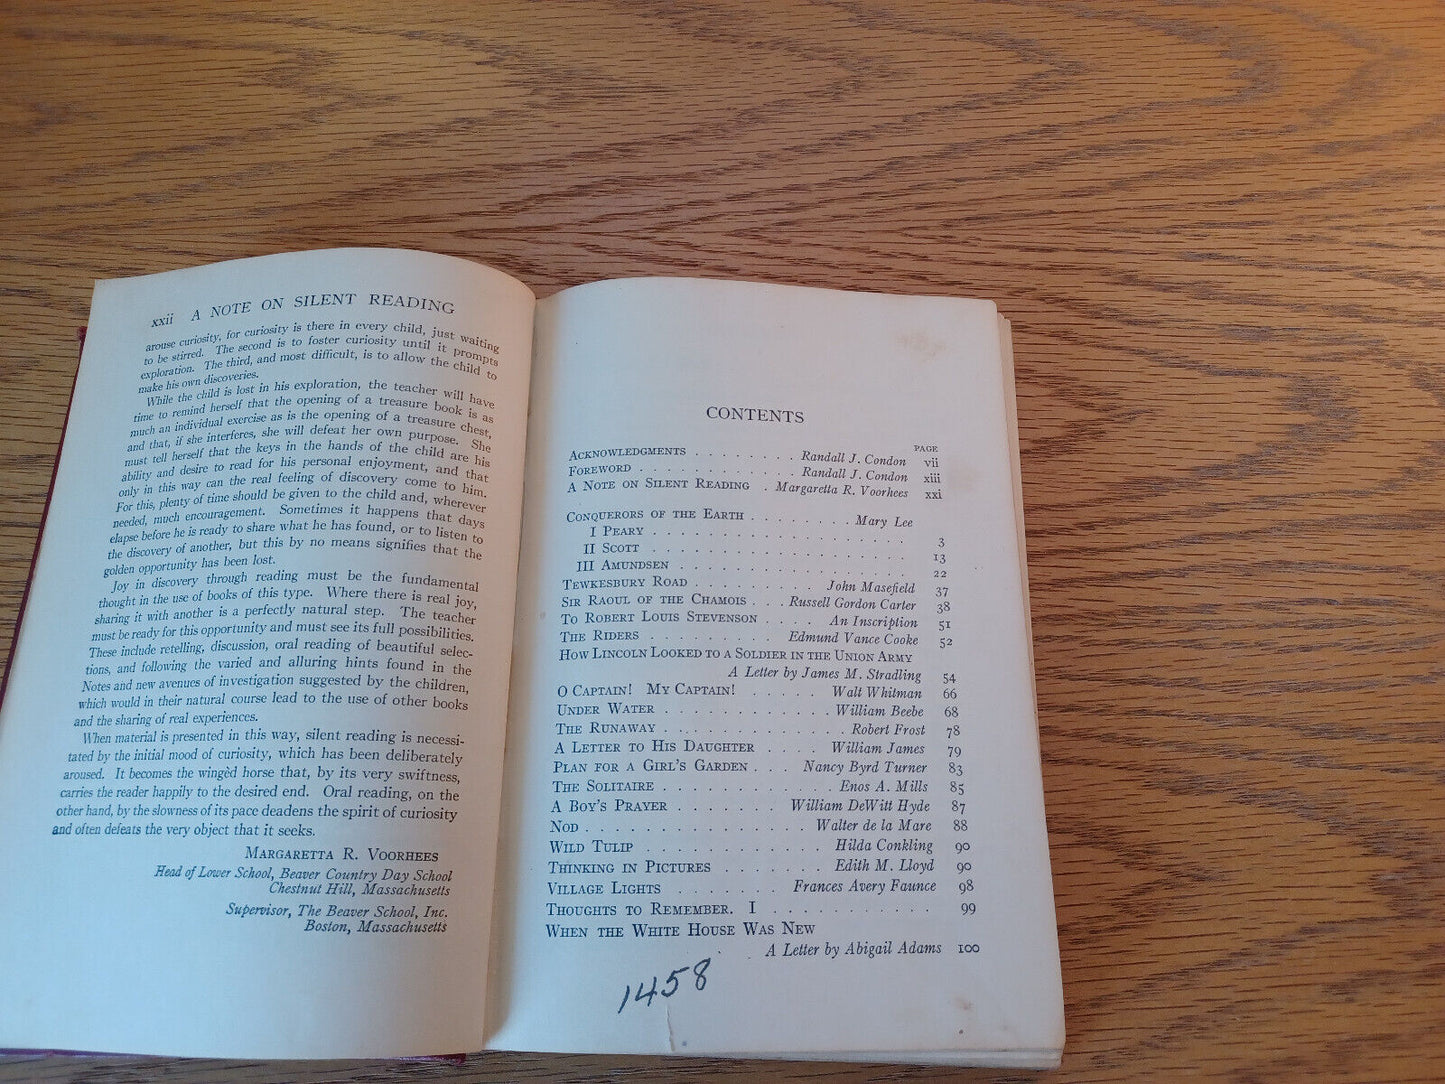 xxii A NOTE ON SILENT READING
arouse curiosity, for curiosity is there in every child, just waiting
to be stirred. The second is to foster curiosity until it prompts
exploration. The third, and most difficult, is to allow the child to
make his own discoveries.
While the child is lost in his exploration, the teacher will have
time to remind herself that the opening of a treasure book is as
much an individual exercise as is the opening of a treasure chest,
and that, if she interferes, she will defeat her own purpose. She
must tell herself that the keys in the hands of the child are his
ability and desire to read for his personal enjoyment, and that
only in this way can the real feeling of discovery come to him.
For this, plenty of time should be given to the child and, wherever
needed, much encouragement. Sometimes it happens that days
elapse before he is ready to share what he has found, or to listen to
the discovery of another, but this by no means signifies that the
golden opportunity has been lost.
Joy in discovery through reading must be the fundamental
thought in the use of books of this type. Where there is real joy,
sharing it with another is a perfectly natural step. The teacher
must be ready for this opportunity and must see its full possibilities.
These include retelling, discussion, oral reading of beautiful selec-
tions, and following the varied and alluring hints found in the
Notes and new avenues of investigation suggested by the children,
which would in their natural course lead to the use of other books
and the sharing of real experiences.
When material is presented in this way, silent reading is necessi-
tated by the initial mood of curiosity, which has been deliberately
aroused. It becomes the wingèd horse that, by its very swiftness,
carries the reader happily to the desired end. Oral reading, on the
other hand, by the slowness of its pace deadens the spirit of curiosity
and often defeats the very object that it seeks.
MARGARETTA R. VOORHEES
Head of Lower School, Beaver Country Day School
Chestnut Hill, Massachusetts
Supervisor, The Beaver School, Inc.
Boston, Massachusetts
CONTENTS
PAGE
ACKNOWLEDGMENTS . . . . . . . . . Randall J. Condon vii
FOREWORD . . . . . . . . . . . . Randall J. Condon xiii
A NOTE ON SILENT READING . Margaretta R. Voorhees xxi
CONQUERORS OF THE EARTH . . . . . . . . Mary Lee
I PEARY . . . . . . . . . . . . . . . . . . 3
II SCOTT . . . . . . . . . . . . . . . . . . 13
III AMUNDSEN . . . . . . . . . . . . . . . . 22
TEWKESBURY ROAD . . . . . . . . . . John Masefield 37
SIR RAOUL OF THE CHAMOIS . . . Russell Gordon Carter 38
TO ROBERT LOUIS STEVENSON . . . . An Inscription 51
THE RIDERS . . . . . . . . . . Edmund Vance Cooke 52
HOW LINCOLN LOOKED TO A SOLDIER IN THE UNION ARMY
A Letter by James M. Stradling 54
O CAPTAIN! MY CAPTAIN! . . . . . . Walt Whitman 66
UNDER WATER . . . . . . . . . . . . William Beebe 68
THE RUNAWAY . . . . . . . . . . . . . Robert Frost 78
A LETTER TO HIS DAUGHTER . . . . William James 79
PLAN FOR A GIRL'S GARDEN . . . Nancy Byrd Turner 83
THE SOLITAIRE . . . . . . . . . . . . Enos A. Mills 85
A BOY'S PRAYER . . . . . . . . William DeWitt Hyde 87
NOD . . . . . . . . . . . . . . . . Walter de la Mare 88
WILD TULIP . . . . . . . . . . . . . Hilda Conkling 90
THINKING IN PICTURES . . . . . . . Edith M. Lloyd 90
VILLAGE LIGHTS . . . . . . . . Frances Avery Faunce 98
THOUGHTS TO REMEMBER. I . . . . . . . . . . . 99
WHEN THE WHITE HOUSE WAS NEW
A Letter by Abigail Adams 100
1458